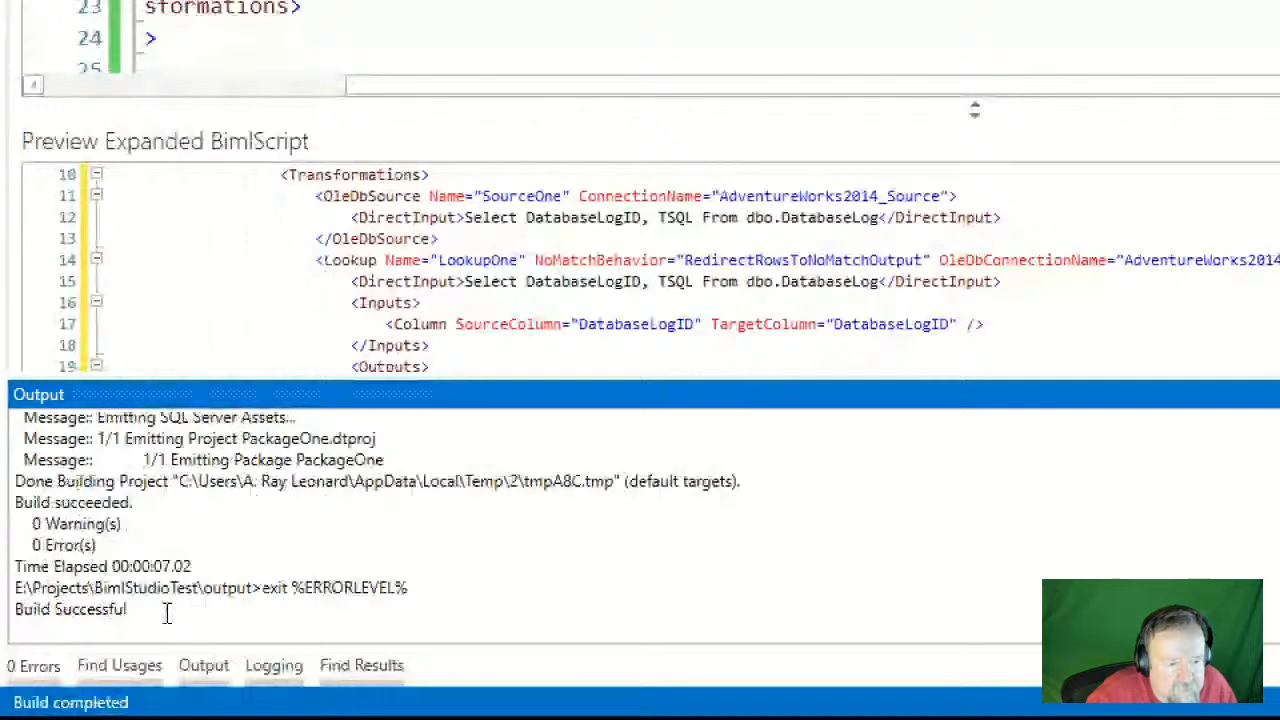 23 sformations>
24 >
25
Preview Expanded BimlScript
10 <Transformations>
11 <OleDbSource Name="SourceOne" ConnectionName="AdventureWorks2014_Source">
12 <DirectInput>Select DatabaseLogID, TSQL From dbo.DatabaseLog</DirectInput>
13 </OleDbSource>
14 <Lookup Name="LookupOne" NoMatchBehavior="RedirectRowsToNoMatchOutput" OleDbConnectionName="AdventureWorks2014
15 <DirectInput>Select DatabaseLogID, TSQL From dbo.DatabaseLog</DirectInput>
16 <Inputs>
17 <Column SourceColumn="DatabaseLogID" TargetColumn="DatabaseLogID" />
18 </Inputs>
19 <Outputs>
Output
Message:: Emitting SQL Server Assets...
Message:: 1/1 Emitting Project PackageOne.dtproj
Message:: 1/1 Emitting Package PackageOne
Done Building Project "C:\Users\A. Ray Leonard\AppData\Local\Temp\2\tmpA8C.tmp" (default targets).
Build succeeded.
0 Warning(s)
0 Error(s)
Time Elapsed 00:00:07.02
E:\Projects\BimlStudioTest\output>exit %ERRORLEVEL%
Build Successful
0 Errors Find Usages Output Logging Find Results
Build completed